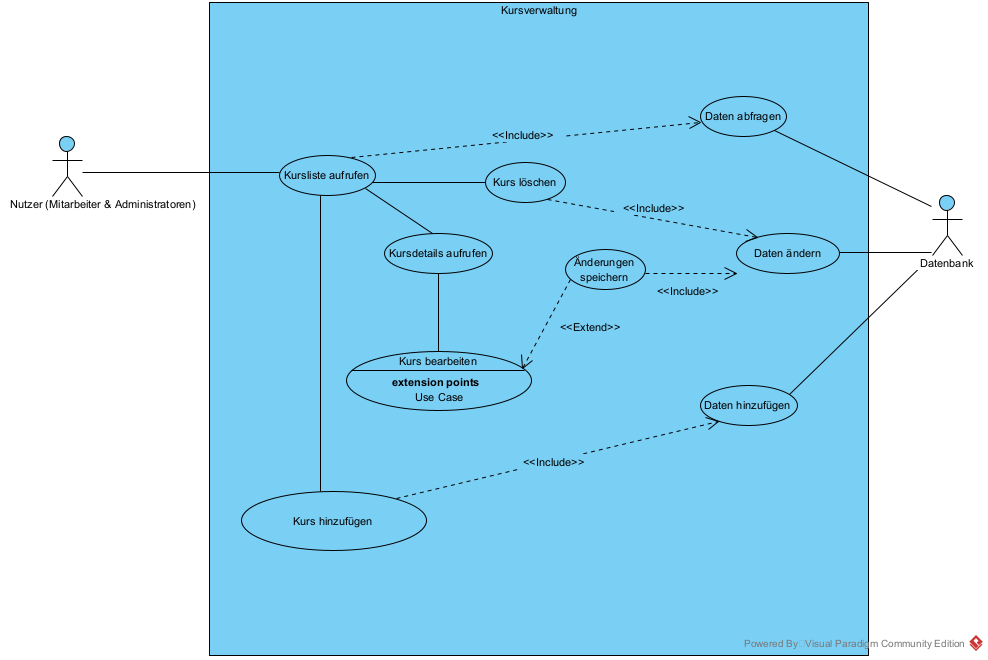 Kursverwaltung
Daten abfragen
<<Include>>
Kursliste aufrufen
Kurs löschen
Nutzer (Mitarbeiter & Administratoren)
<<Include>>
Kursdetails aufrufen
Daten ändern
Datenbank
Änderungen
speichern
<<Include>>
<<Extend>>
Kurs bearbeiten
extension points
Use Case
Daten hinzufügen
<<Include>>
Kurs hinzufügen
Powered By Visual Paradigm Community Edition